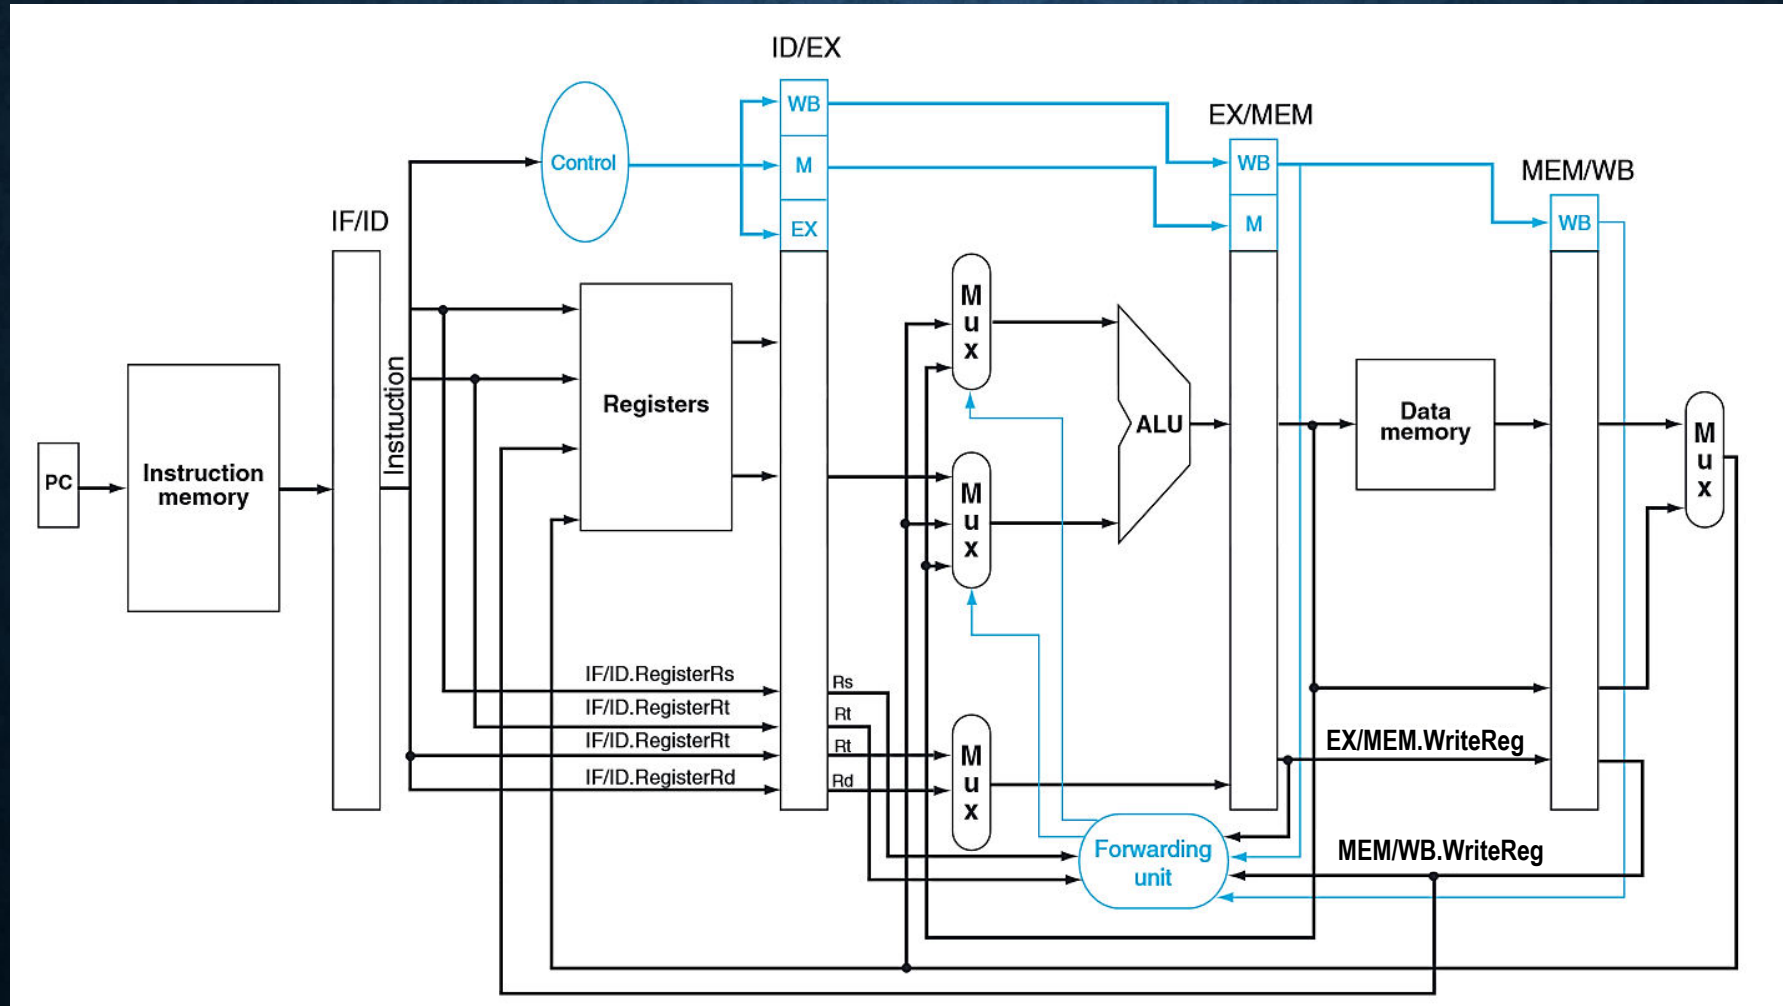 ID/EX
WB
M
EX
Control
EX/MEM
WB
M
MEM/WB
WB
IF/ID
Instruction
PC
Instruction
memory
Registers
M
u
x
M
u
x
ALU
Data
memory
M
u
x
IF/ID.RegisterRs
IF/ID.RegisterRt
IF/ID.RegisterRt
IF/ID.RegisterRd
Rs
Rt
Rt
Rd
M
u
x
EX/MEM.WriteReg
MEM/WB.WriteReg
Forwarding
unit